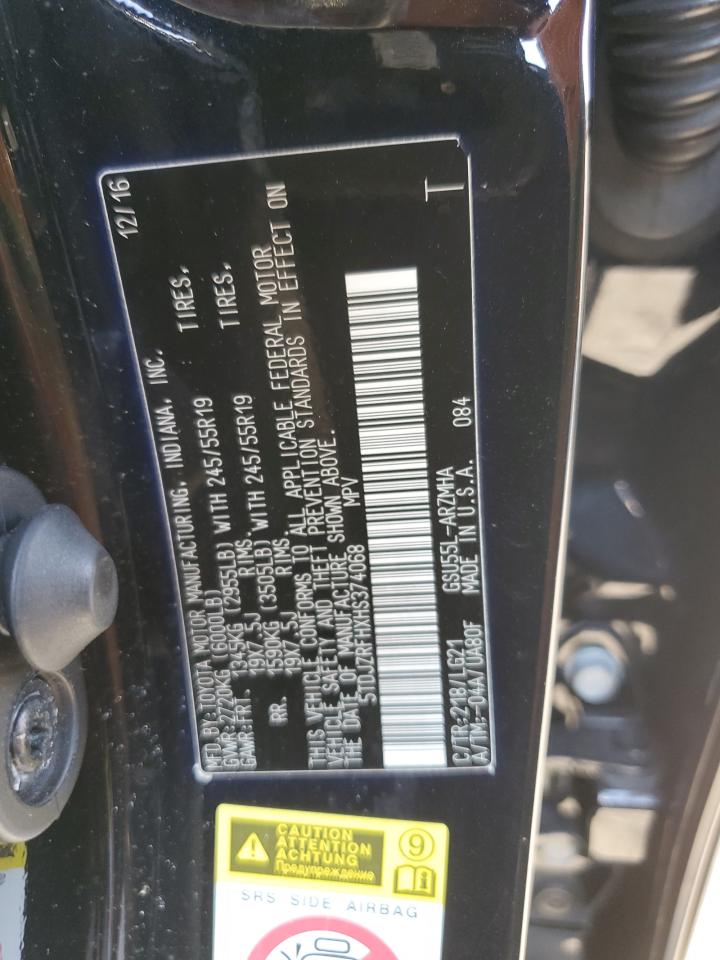 MFD. BY: TOYOTA MOTOR MANUFACTURING, INDIANA, INC. 12/16
GVWR: 2720KG (6000LB)
GAWR: FRT. 1345KG (2955LB) WITH 245/55R19 TIRES,
19X7.5J RIMS.
RR. 1590KG (3505LB) WITH 245/55R19 TIRES,
19X7.5J RIMS.
THIS VEHICLE CONFORMS TO ALL APPLICABLE FEDERAL MOTOR
VEHICLE SAFETY AND THEFT PREVENTION STANDARDS IN EFFECT ON
THE DATE OF MANUFACTURE SHOWN ABOVE.
5TDJZRFHXHS374068 MPV
C/TR:218/LG21 GSU55L-ARZMHA T
A/TM:-04A/UA80F MADE IN U.S.A. 084
CAUTION
ATTENTION
ACHTUNG
Предупреждение
9
i
SRS SIDE AIRBAG